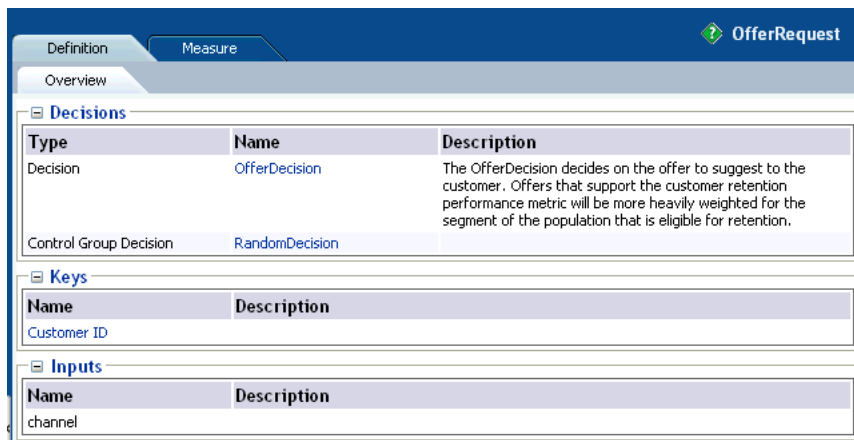 OfferRequest
Definition Measure
Overview
Decisions
Type Name Description
Decision OfferDecision The OfferDecision decides on the offer to suggest to the
customer. Offers that support the customer retention
performance metric will be more heavily weighted for the
segment of the population that is eligible for retention.
Control Group Decision RandomDecision
Keys
Name Description
Customer ID
Inputs
Name Description
channel